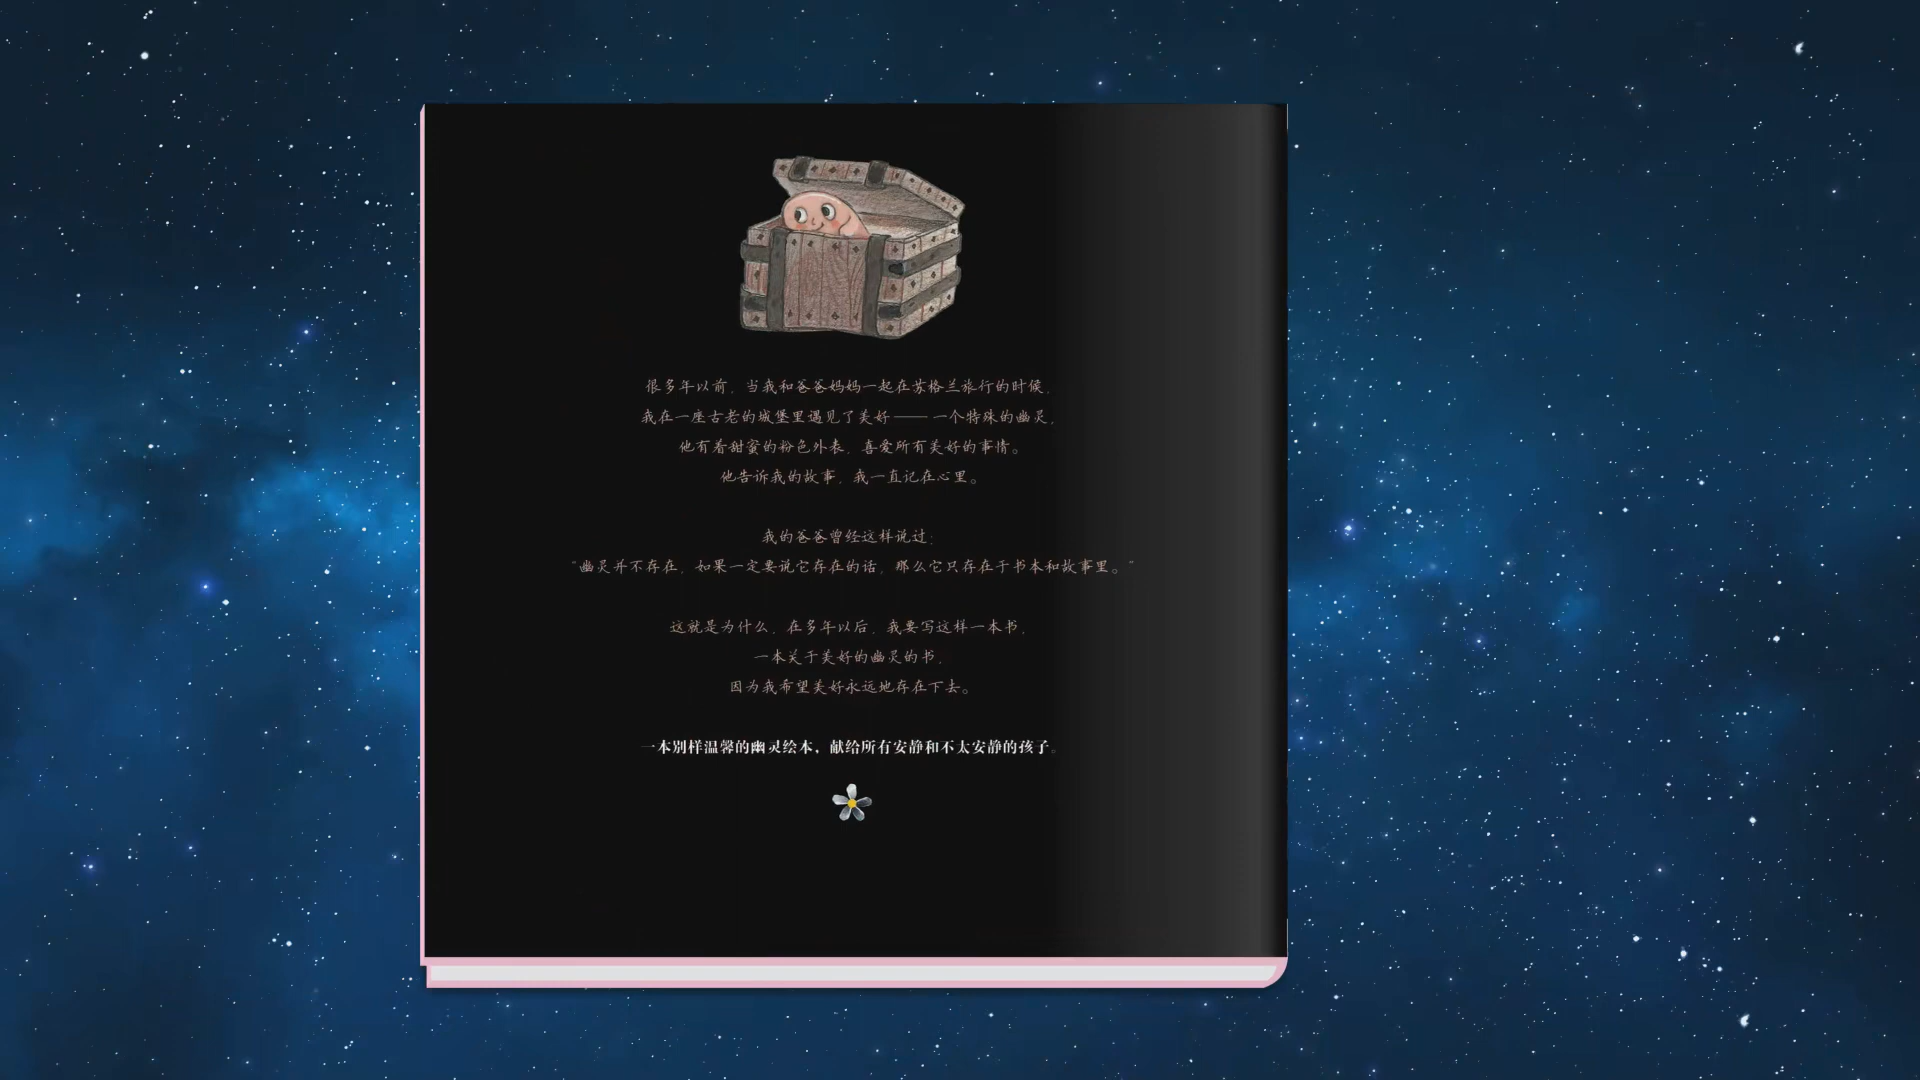 很多年以前，当我和爸爸妈妈一起在苏格兰旅行的时候，
我在一座古老的城堡里遇见了美好——一个特殊的幽灵，
他有着甜蜜的粉色外表，喜爱所有美好的事情。
他告诉我的故事，我一直记在心里。
我的爸爸曾经这样说过：
“幽灵并不存在，如果一定要说它存在的话，那么它只存在于书本和故事里。”
这就是为什么，在多年以后，我要写这样一本书，
一本关于美好的幽灵的书，
因为我希望美好永远地存在下去。
一本别样温馨的幽灵绘本，献给所有安静和不太安静的孩子。